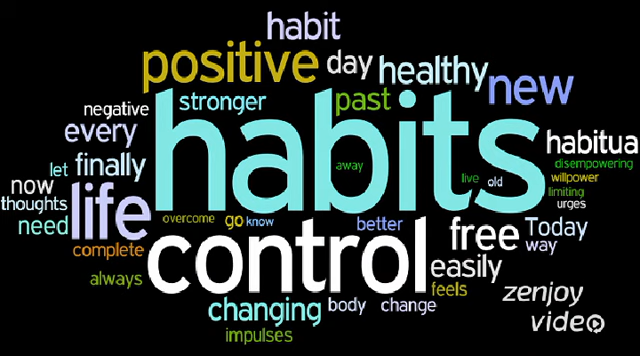 habit
positive day healthy new
negative stronger past
every habits habitua
let finally away disempowering
now live old willpower
thoughts life limiting
urges
need overcome go know better free Today
complete control way
always easily
changing body change feels
impulses
zenjoy
video